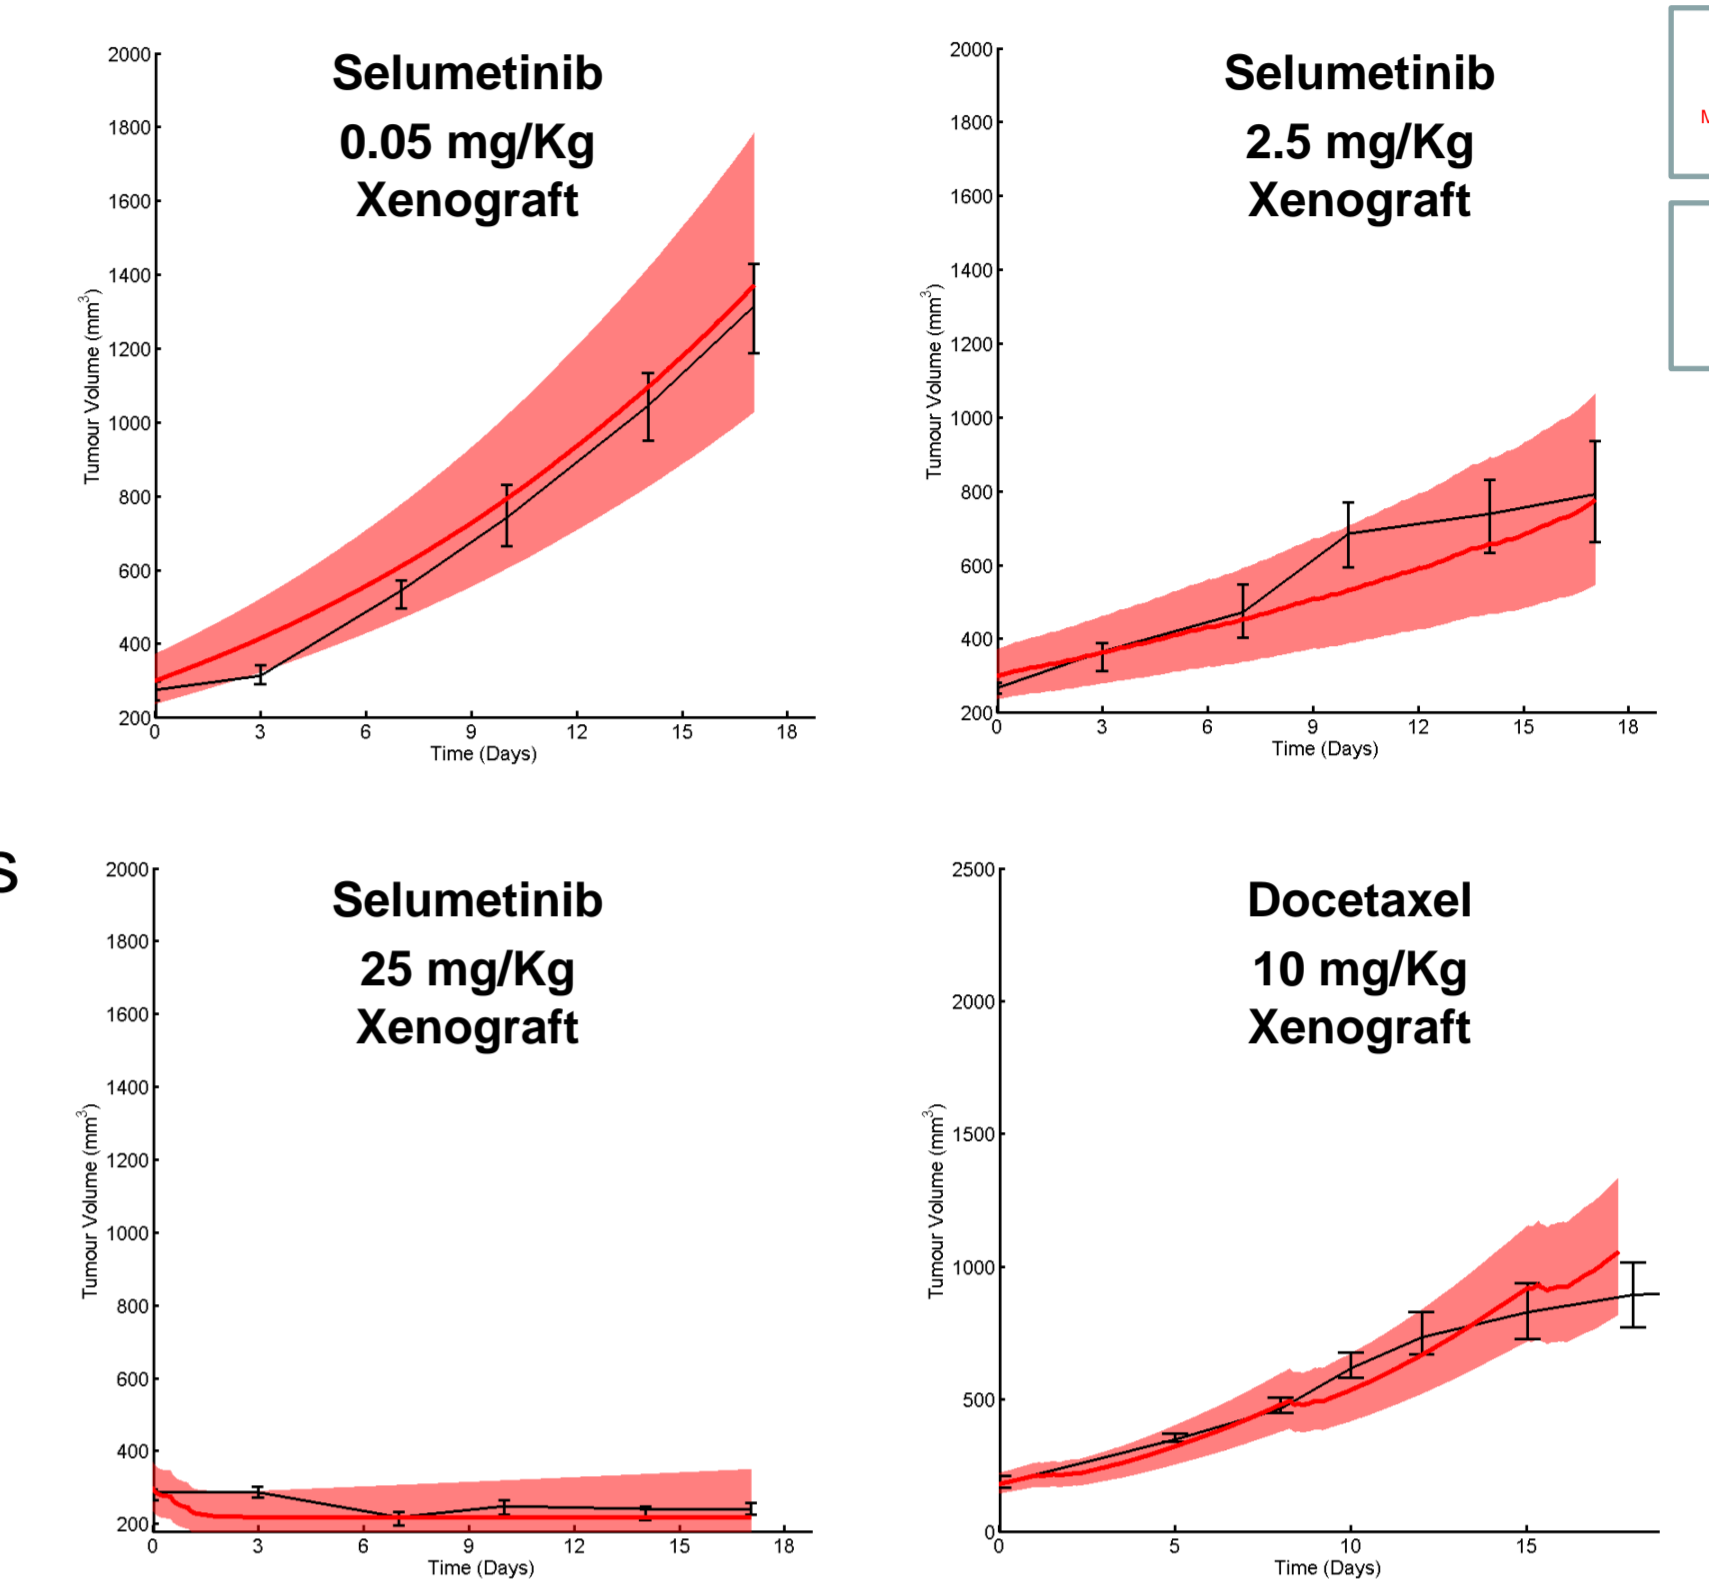 Selumetinib
0.05 mg/Kg
Xenograft
2000
1800
1600
1400
1200
1000
800
600
400
200
Tumour Volume (mm³)
0 3 6 9 12 15 18
Time (Days)
Selumetinib
2.5 mg/Kg
Xenograft
2000
1800
1600
1400
1200
1000
800
600
400
200
Tumour Volume (mm³)
0 3 6 9 12 15 18
Time (Days)
M
s
Selumetinib
25 mg/Kg
Xenograft
2000
1800
1600
1400
1200
1000
800
600
400
200
Tumour Volume (mm³)
0 3 6 9 12 15 18
Time (Days)
Docetaxel
10 mg/Kg
Xenograft
2500
2000
1500
1000
500
0
Tumour Volume (mm³)
0 5 10 15
Time (Days)